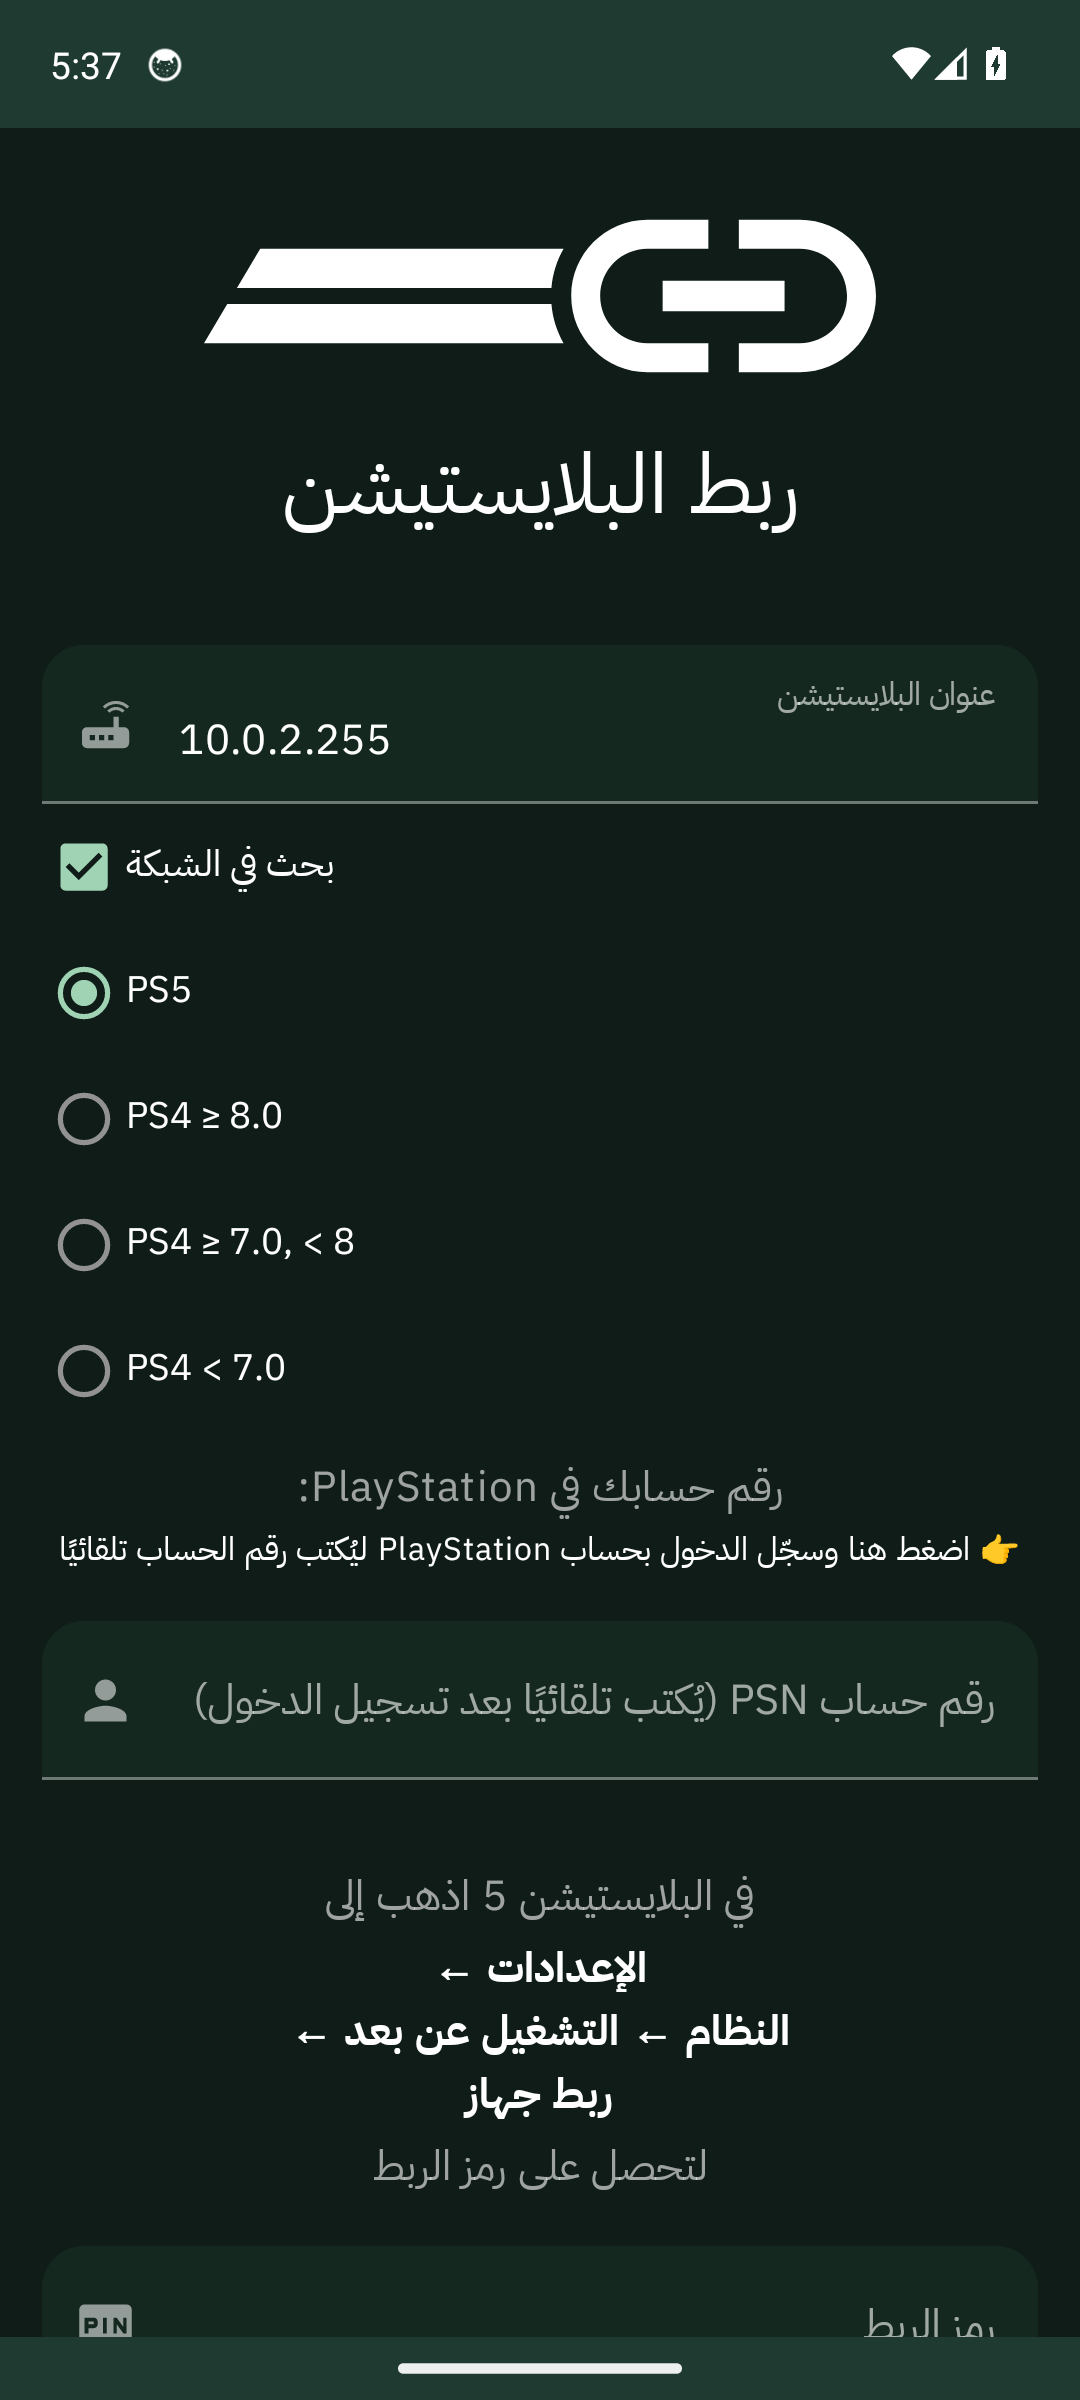 5:37
ربط البلايستيشن
عنوان البلايستيشن
10.0.2.255
بحث في الشبكة
PS5
PS4 ≥ 8.0
PS4 ≥ 7.0, < 8
PS4 < 7.0
رقم حسابك في PlayStation:
👉 اضغط هنا وسجّل الدخول بحساب PlayStation ليُكتب رقم الحساب تلقائيًا
رقم حساب PSN (يُكتب تلقائيًا بعد تسجيل الدخول)
في البلايستيشن 5 اذهب إلى
الإعدادات ←
النظام ← التشغيل عن بعد ←
ربط جهاز
لتحصل على رمز الربط
PIN
رمز الربط